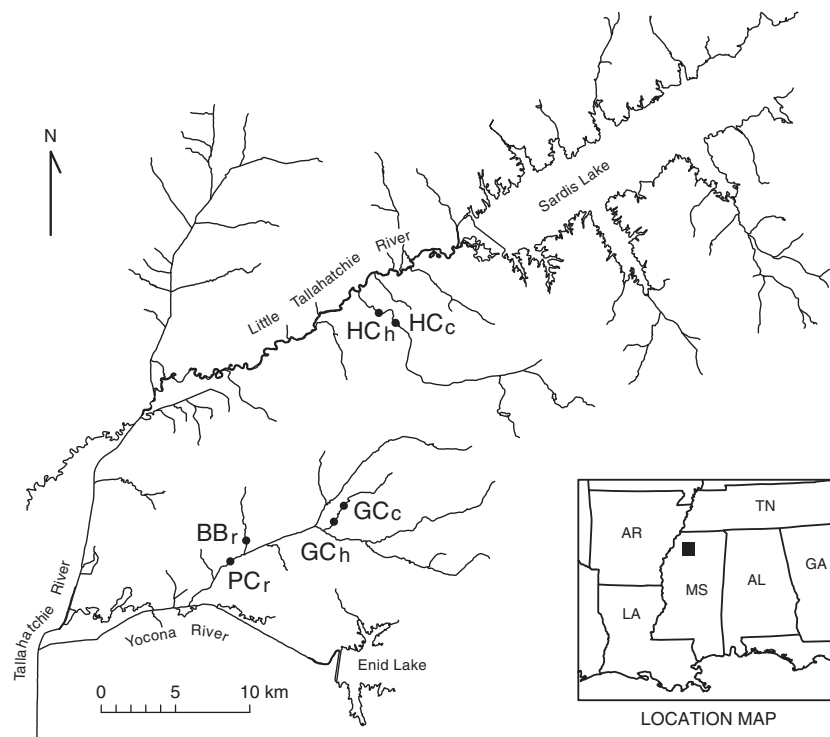 N
Sardis Lake
Little Tallahatchie River
HCh
HCc
GCc
BBr
GCh
PCr
Tallahatchie River
Yocona River
Enid Lake
0 5 10 km
TN
AR
GA
MS
AL
LA
LOCATION MAP